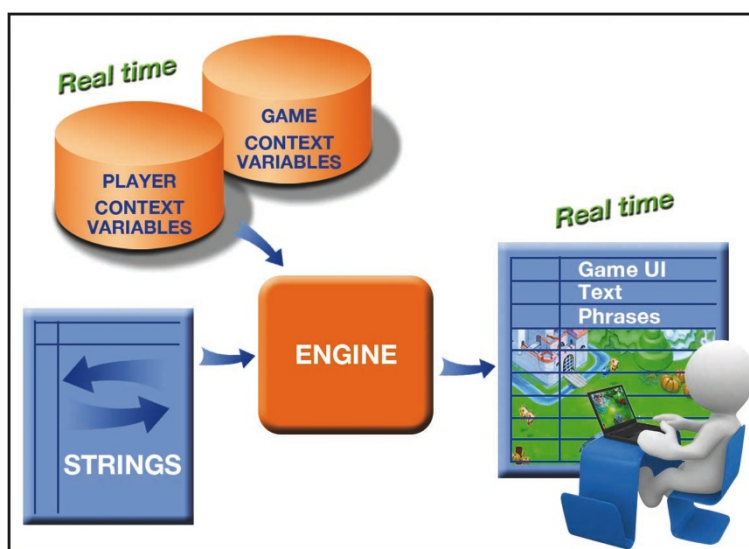 Real time
GAME
CONTEXT
VARIABLES
PLAYER
CONTEXT
VARIABLES
Real time
Game UI
Text
Phrases
ENGINE
STRINGS